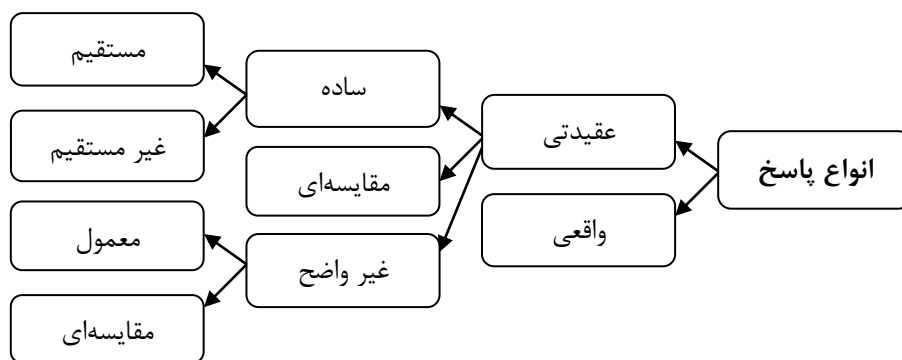 انواع پاسخ
عقیدتی
واقعی
ساده
مقایسه‌ای
غیر واضح
مستقیم
غیر مستقیم
معمول
مقایسه‌ای